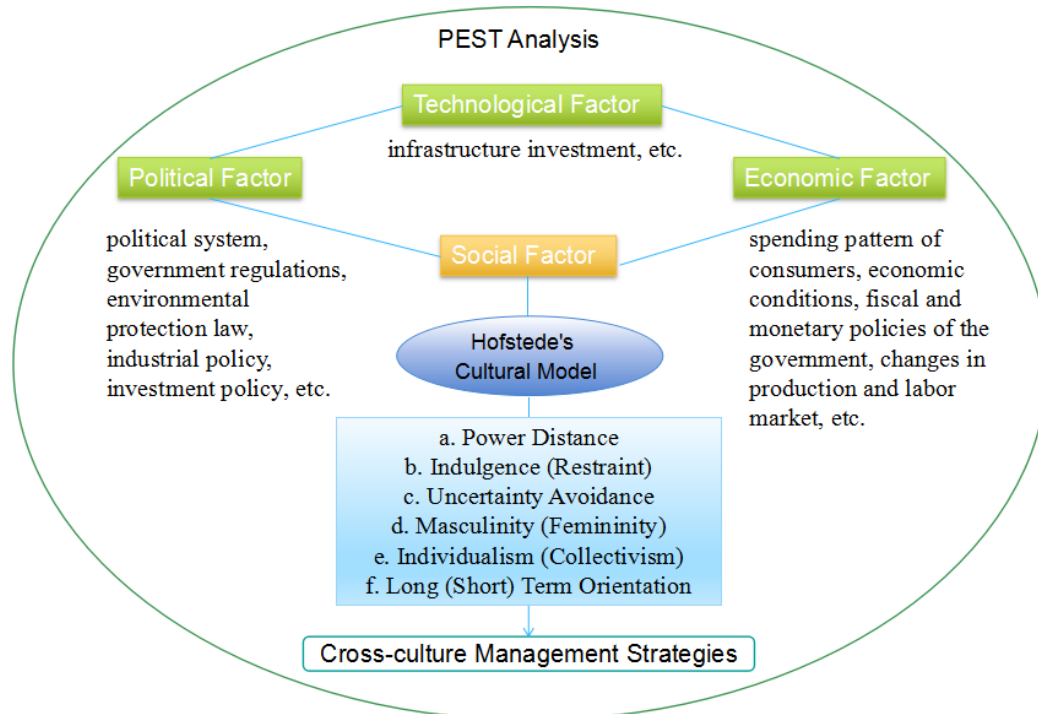 PEST Analysis
Technological Factor
infrastructure investment, etc.
Political Factor
political system,
government regulations,
environmental
protection law,
industrial policy,
investment policy, etc.
Economic Factor
spending pattern of
consumers, economic
conditions, fiscal and
monetary policies of the
government, changes in
production and labor
market, etc.
Social Factor
Hofstede's
Cultural Model
a. Power Distance
b. Indulgence (Restraint)
c. Uncertainty Avoidance
d. Masculinity (Femininity)
e. Individualism (Collectivism)
f. Long (Short) Term Orientation
Cross-culture Management Strategies